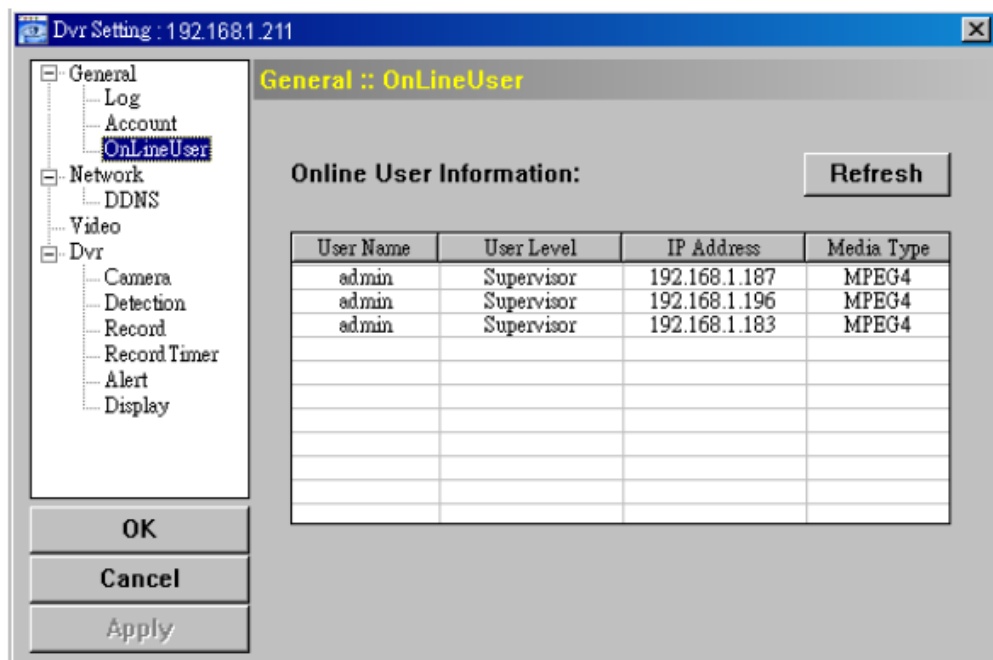 Dvr Setting : 192.168.1.211
General
Log
Account
OnLineUser
Network
DDNS
Video
Dvr
Camera
Detection
Record
Record Timer
Alert
Display
OK
Cancel
Apply
General :: OnLineUser
Online User Information:
Refresh
User Name User Level IP Address Media Type
admin Supervisor 192.168.1.187 MPEG4
admin Supervisor 192.168.1.196 MPEG4
admin Supervisor 192.168.1.183 MPEG4